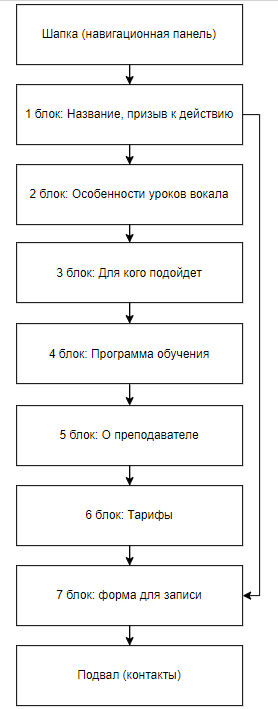 Шапка (навигационная панель)
1 блок: Название, призыв к действию
2 блок: Особенности уроков вокала
3 блок: Для кого подойдет
4 блок: Программа обучения
5 блок: О преподавателе
6 блок: Тарифы
7 блок: форма для записи
Подвал (контакты)